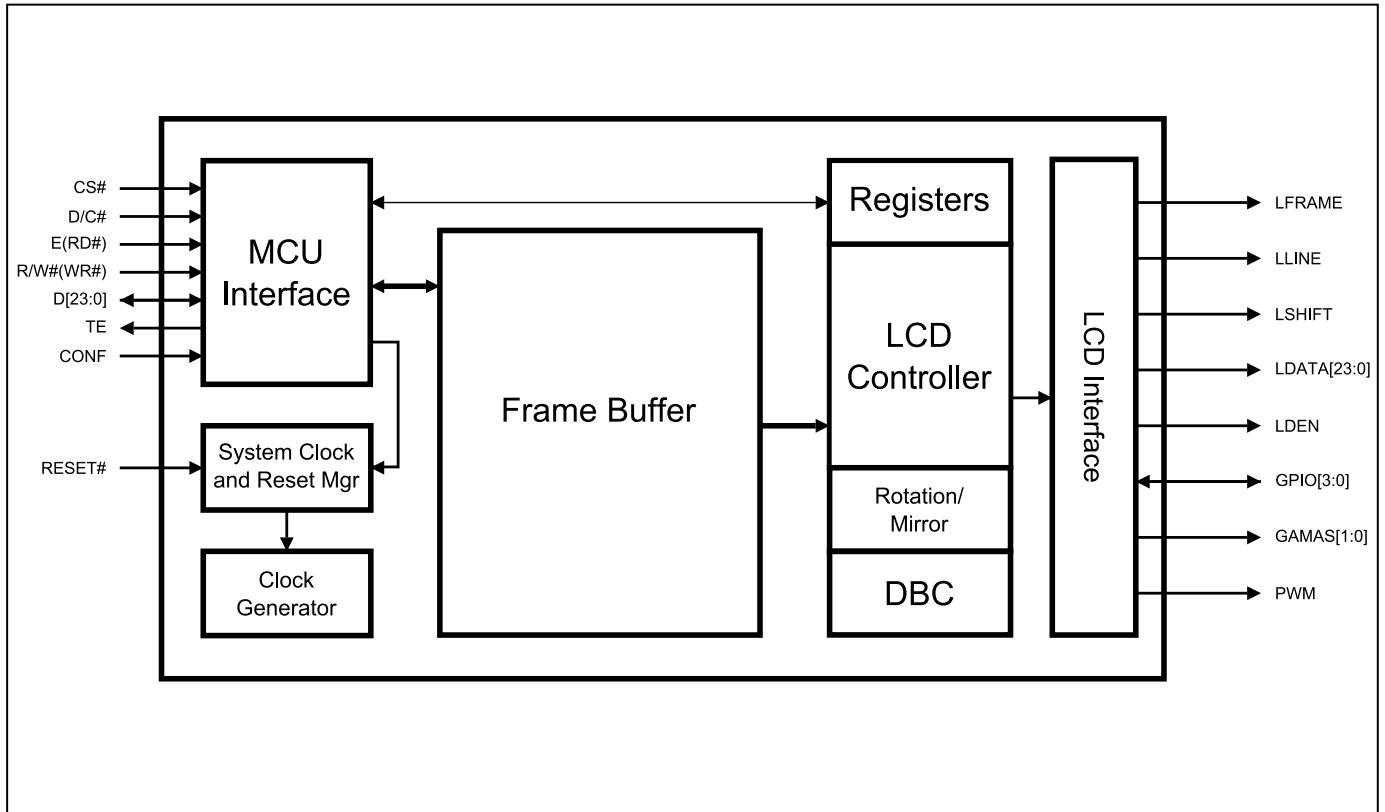 CS#
D/C#
E(RD#)
R/W#(WR#)
D[23:0]
TE
CONF
RESET#
MCU
Interface
System Clock
and Reset Mgr
Clock
Generator
Frame Buffer
Registers
LCD
Controller
Rotation/
Mirror
DBC
LCD Interface
LFRAME
LLINE
LSHIFT
LDATA[23:0]
LDEN
GPIO[3:0]
GAMAS[1:0]
PWM